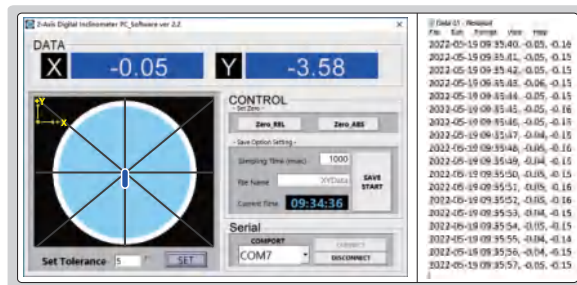 2-Axis Digital Inclinometer PC_Software ver 2.2
DATA
X -0.05 Y -3.58
+Y
+X
Set Tolerance 5 ° SET
CONTROL
- Set Zero -
Zero_REL Zero_ABS
- Save Option Setting -
Sampling Time (msec) 1000
File Name XYData
Current Time 09:34:36
SAVE
START
Serial
COMPORT
COM7
CONNECT
DISCONNECT
Data 01 - Notepad
File Edit Format View Help
2022-05-19 09:35:40, -0.05, -0.16
2022-05-19 09:35:41, -0.05, -0.15
2022-05-19 09:35:42, -0.05, -0.15
2022-05-19 09:35:43, -0.06, -0.15
2022-05-19 09:35:44, -0.05, -0.15
2022-05-19 09:35:45, -0.05, -0.16
2022-05-19 09:35:46, -0.05, -0.15
2022-05-19 09:35:47, -0.04, -0.15
2022-05-19 09:35:48, -0.05, -0.16
2022-05-19 09:35:49, -0.04, -0.15
2022-05-19 09:35:50, -0.05, -0.15
2022-05-19 09:35:51, -0.05, -0.16
2022-05-19 09:35:52, -0.05, -0.16
2022-05-19 09:35:53, -0.04, -0.15
2022-05-19 09:35:54, -0.05, -0.15
2022-05-19 09:35:55, -0.04, -0.14
2022-05-19 09:35:56, -0.04, -0.15
2022-05-19 09:35:57, -0.05, -0.15